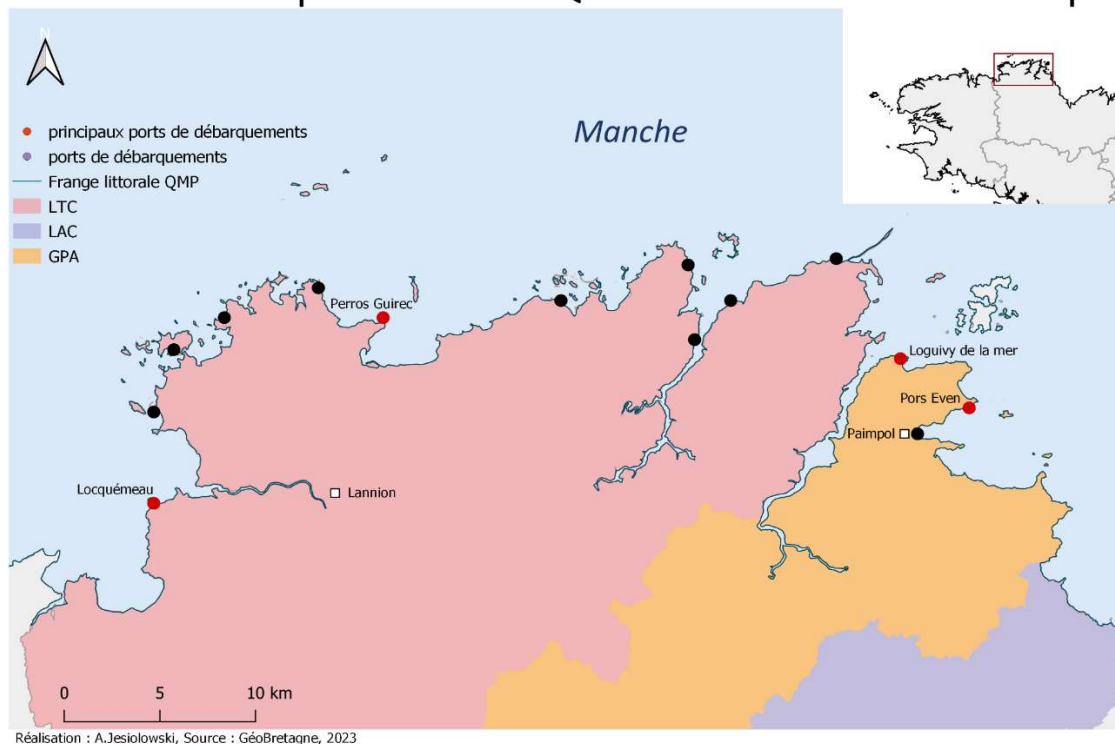 N
Manche
principaux ports de débarquements
ports de débarquements
Frange littorale QMP
LTC
LAC
GPA
Perros Guirec
Loguivy de la mer
Pors Even
Paimpol
Locquémeau
Lannion
0 5 10 km
Réalisation : A.Jesiolowski, Source : GéoBretagne, 2023